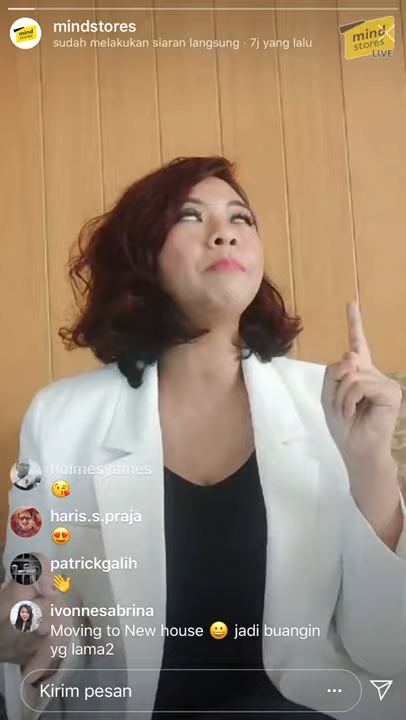 mindstores
sudah melakukan siaran langsung · 7j yang lalu
mind
stores
LIVE
holmesyames
😘
haris.s.praja
😍
patrickgalih
👋
ivonnesabrina
Moving to New house 😀 jadi buangin
yg lama2
Kirim pesan